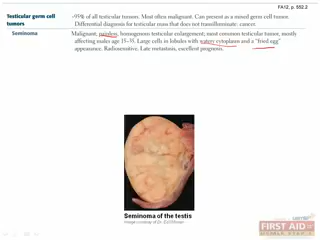 FA12, p. 552.2
Testicular germ cell tumors
~95% of all testicular tumors. Most often malignant. Can present as a mixed germ cell tumor.
Differential diagnosis for testicular mass that does not transilluminate: cancer.
Seminoma
Malignant; painless, homogenous testicular enlargement; most common testicular tumor, mostly
affecting males age 15–35. Large cells in lobules with watery cytoplasm and a “fried egg”
appearance. Radiosensitive. Late metastasis, excellent prognosis.
Seminoma of the testis
FIRST AID